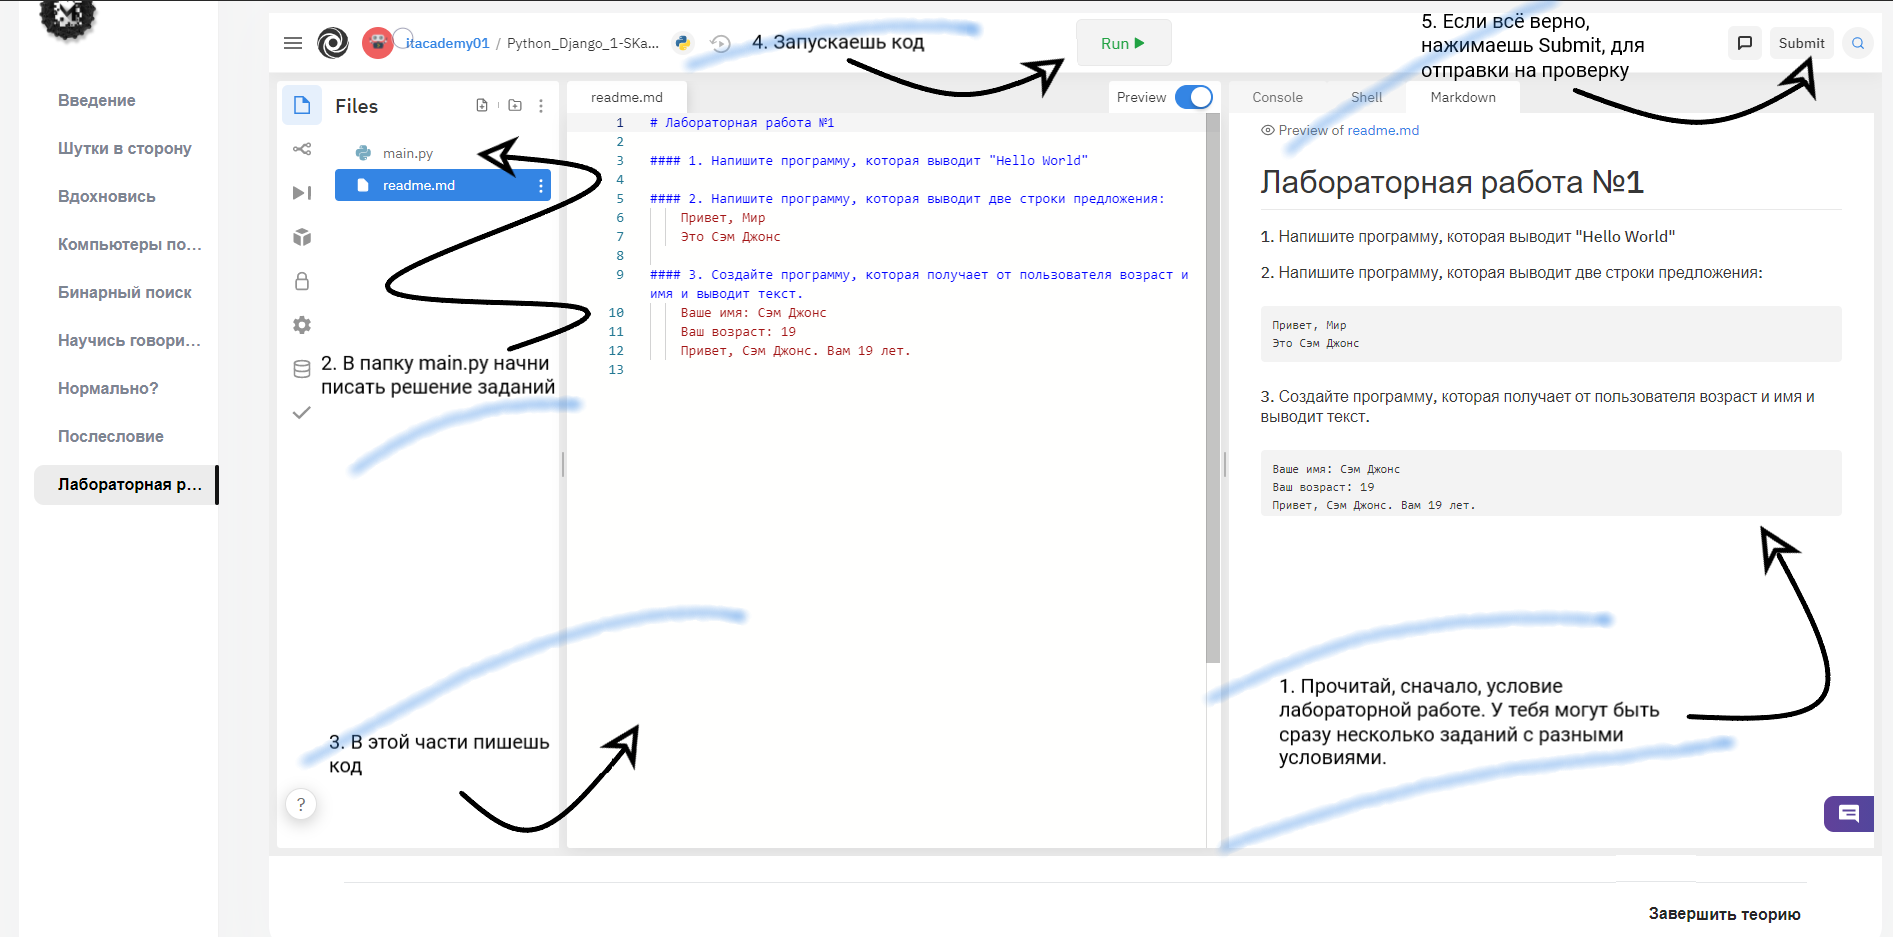 Введение
Шутки в сторону
Вдохновись
Компьютеры по...
Бинарный поиск
Научись говори...
Нормально?
Послесловие
Лабораторная р...
itacademy01 / Python_Django_1-SKa...
4. Запускаешь код
Run
5. Если всё верно,
нажимаешь Submit, для
отправки на проверку
Submit
Files
main.py
readme.md
2. В папку main.py начни
писать решение заданий
3. В этой части пишешь
код
?
readme.md
Preview
1 # Лабораторная работа №1
2
3 #### 1. Напишите программу, которая выводит "Hello World"
4
5 #### 2. Напишите программу, которая выводит две строки предложения:
6 Привет, Мир
7 Это Сэм Джонс
8
9 #### 3. Создайте программу, которая получает от пользователя возраст и
имя и выводит текст.
10 Ваше имя: Сэм Джонс
11 Ваш возраст: 19
12 Привет, Сэм Джонс. Вам 19 лет.
13
Console Shell Markdown
Preview of readme.md
Лабораторная работа №1
1. Напишите программу, которая выводит "Hello World"
2. Напишите программу, которая выводит две строки предложения:
Привет, Мир
Это Сэм Джонс
3. Создайте программу, которая получает от пользователя возраст и имя и
выводит текст.
Ваше имя: Сэм Джонс
Ваш возраст: 19
Привет, Сэм Джонс. Вам 19 лет.
1. Прочитай, сначало, условие
лабораторной работе. У тебя могут быть
сразу несколько заданий с разными
условиями.
Завершить теорию